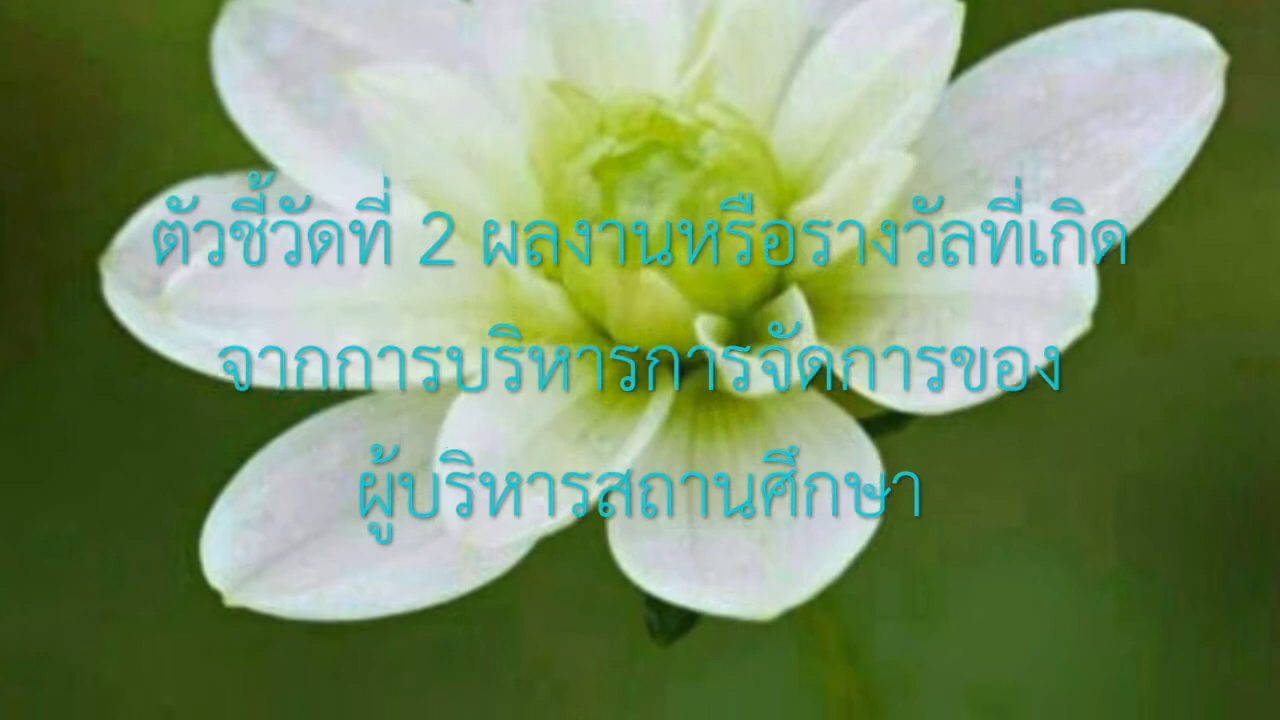 ตัวชี้วัดที่ 2 ผลงานหรือรางวัลที่เกิด
จากการบริหารการจัดการของ
ผู้บริหารสถานศึกษา